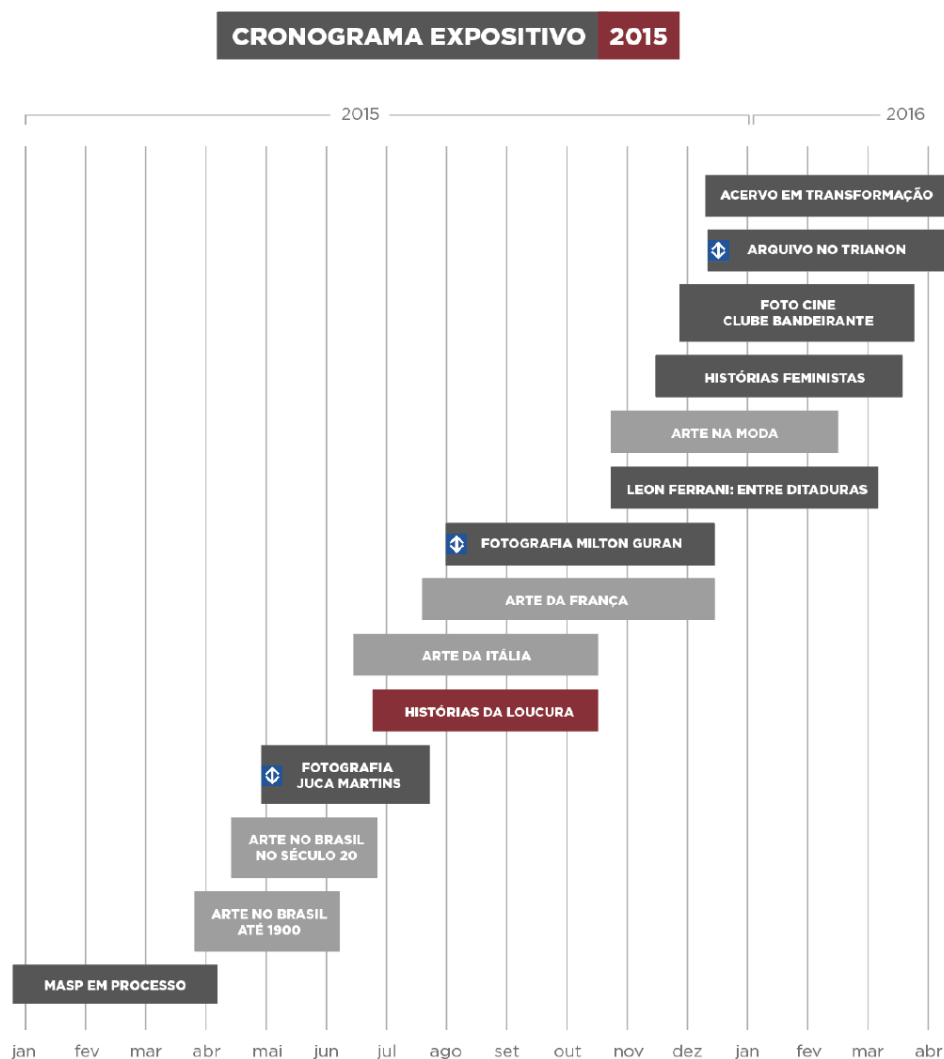 CRONOGRAMA EXPOSITIVO 2015
2015 2016
ACERVO EM TRANSFORMAÇÃO
ARQUIVO NO TRIANON
FOTO CINE
CLUBE BANDEIRANTE
HISTÓRIAS FEMINISTAS
ARTE NA MODA
LEON FERRANI: ENTRE DITADURAS
FOTOGRAFIA MILTON GURAN
ARTE DA FRANÇA
ARTE DA ITÁLIA
HISTÓRIAS DA LOUCURA
FOTOGRAFIA
JUCA MARTINS
ARTE NO BRASIL
NO SÉCULO 20
ARTE NO BRASIL
ATÉ 1900
MASP EM PROCESSO
jan fev mar abr mai jun jul ago set out nov dez jan fev mar abr